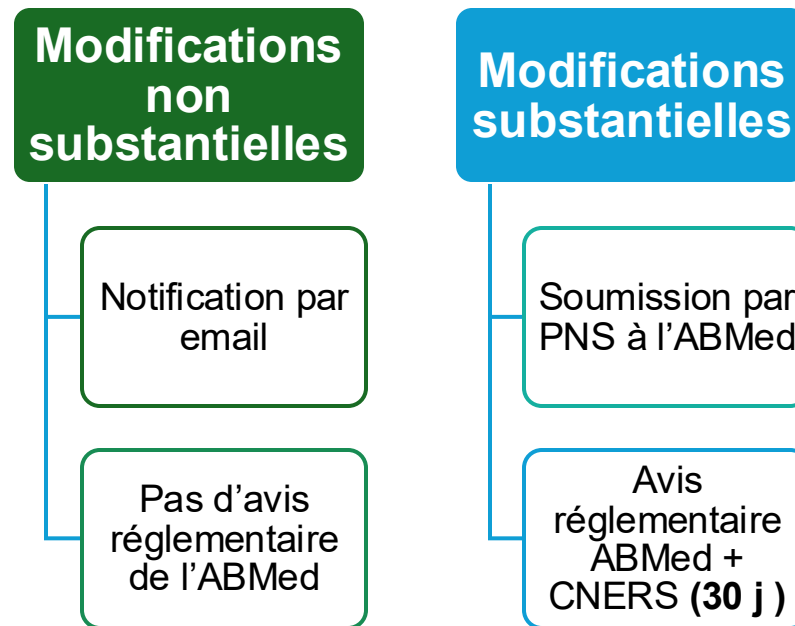 Modifications
non
substantielles
Notification par
email
Pas d’avis
réglementaire
de l’ABMed
Modifications
substantielles
Soumission par
PNS à l’ABMed
Avis
réglementaire
ABMed +
CNERS (30 j )